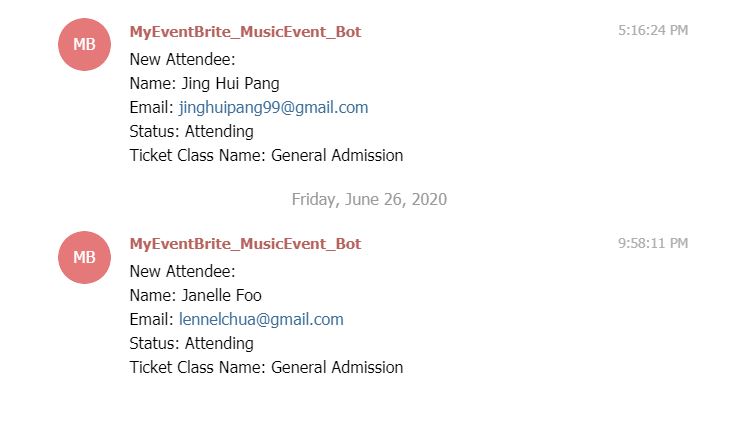 MB
MyEventBrite_MusicEvent_Bot 5:16:24 PM
New Attendee:
Name: Jing Hui Pang
Email: jinghuipang99@gmail.com
Status: Attending
Ticket Class Name: General Admission
Friday, June 26, 2020
MB
MyEventBrite_MusicEvent_Bot 9:58:11 PM
New Attendee:
Name: Janelle Foo
Email: lennelchua@gmail.com
Status: Attending
Ticket Class Name: General Admission